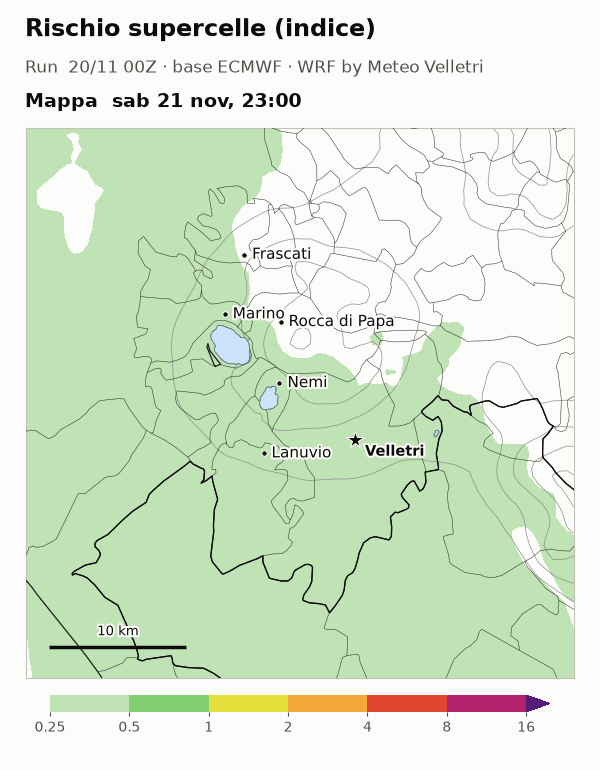 Rischio supercelle (indice)
Run  20/11 00Z · base ECMWF · WRF by Meteo Velletri
Mappa  sab 21 nov, 23:00
Frascati
Marino
Rocca di Papa
Nemi
Velletri
Lanuvio
10 km
0.25 0.5 1 2 4 8 16